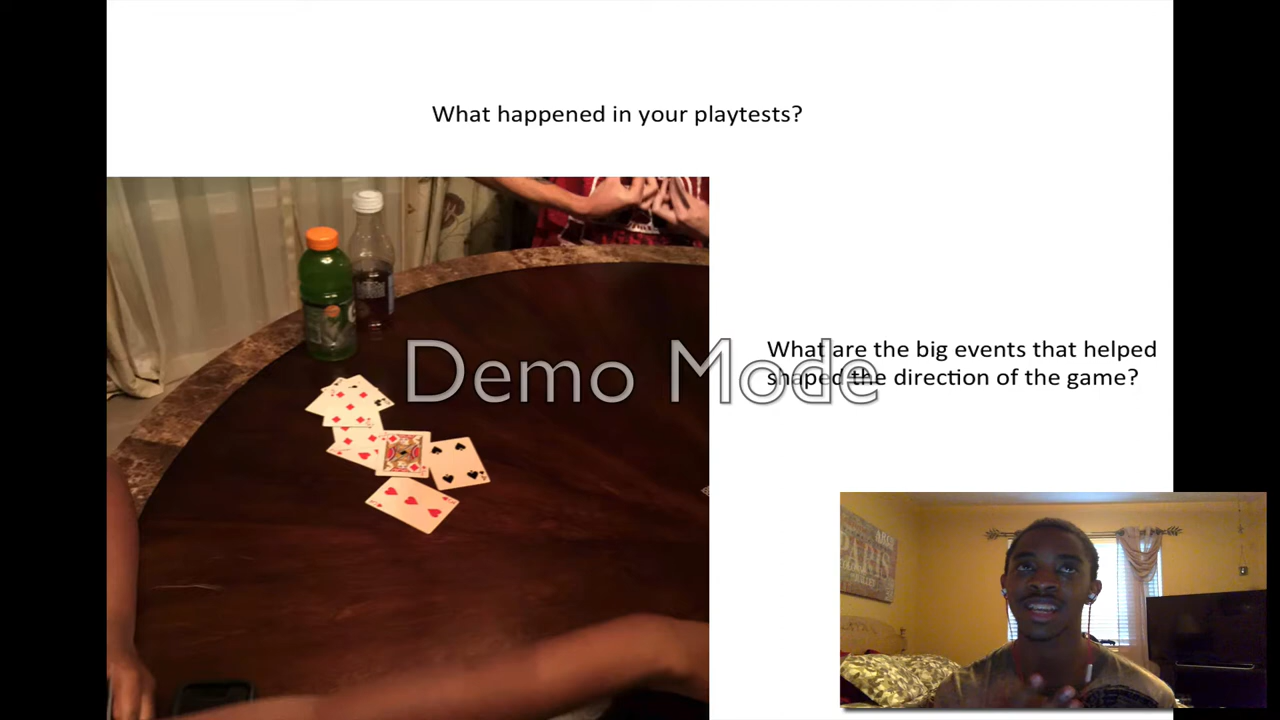 What happened in your playtests?
What are the big events that helped
shaped the direction of the game?
Demo Mode
PARIS